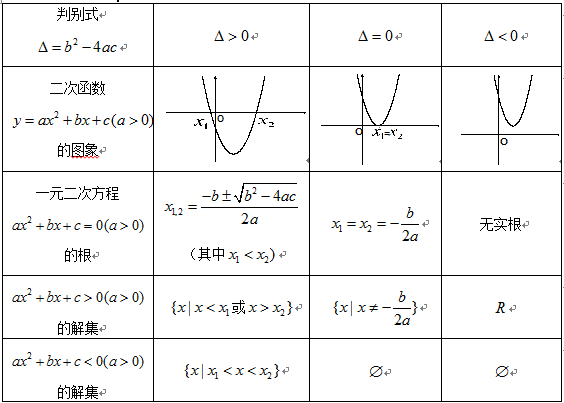 判别式
Δ = b² − 4ac
Δ > 0
Δ = 0
Δ < 0
二次函数
y = ax² + bx + c(a > 0)
的图象
x₁ O x₂
O x₁=x₂
O
一元二次方程
ax² + bx + c = 0(a > 0)
的根
x₁,₂ = (−b ± √(b² − 4ac)) / 2a
（其中 x₁ < x₂）
x₁ = x₂ = −b/2a
无实根
ax² + bx + c > 0(a > 0)
的解集
{x | x < x₁或x > x₂}
{x | x ≠ −b/2a}
R
ax² + bx + c < 0(a > 0)
的解集
{x | x₁ < x < x₂}
∅
∅